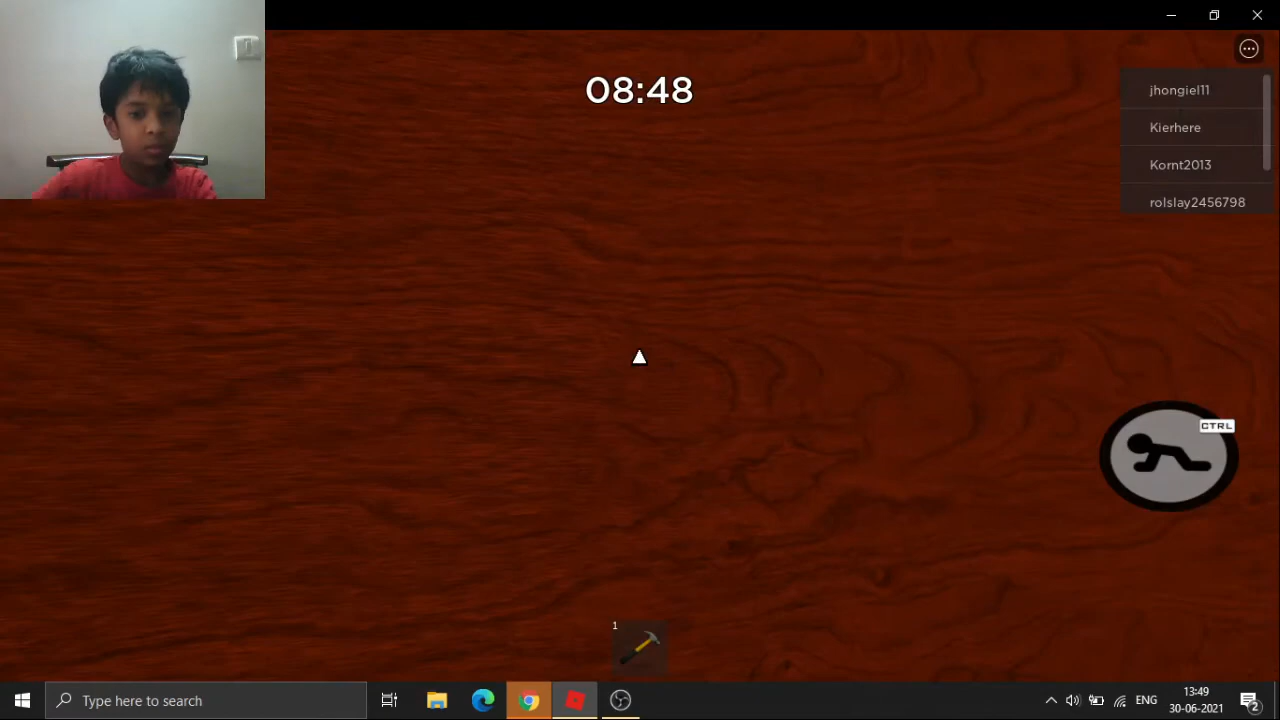 08:48
jhongiel11
Kierhere
Kornt2013
rolslay2456798
CTRL
1
Type here to search
ENG
13:49
30-06-2021
2